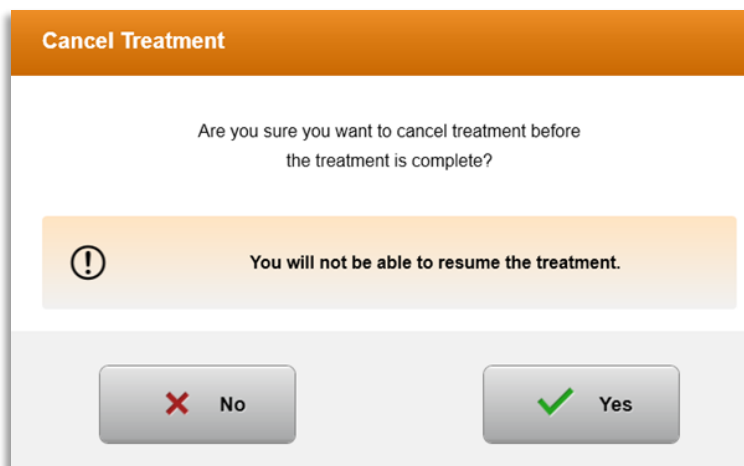 Cancel Treatment
Are you sure you want to cancel treatment before
the treatment is complete?
You will not be able to resume the treatment.
No
Yes